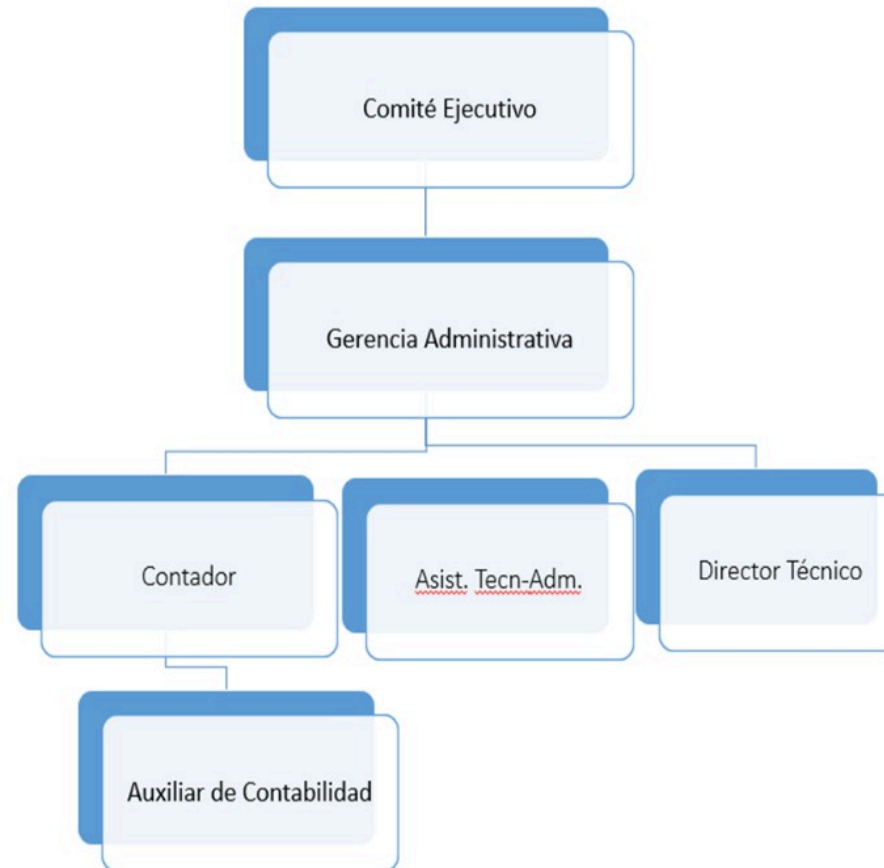 Comité Ejecutivo
Gerencia Administrativa
Contador
Asist. Tecn-Adm.
Director Técnico
Auxiliar de Contabilidad